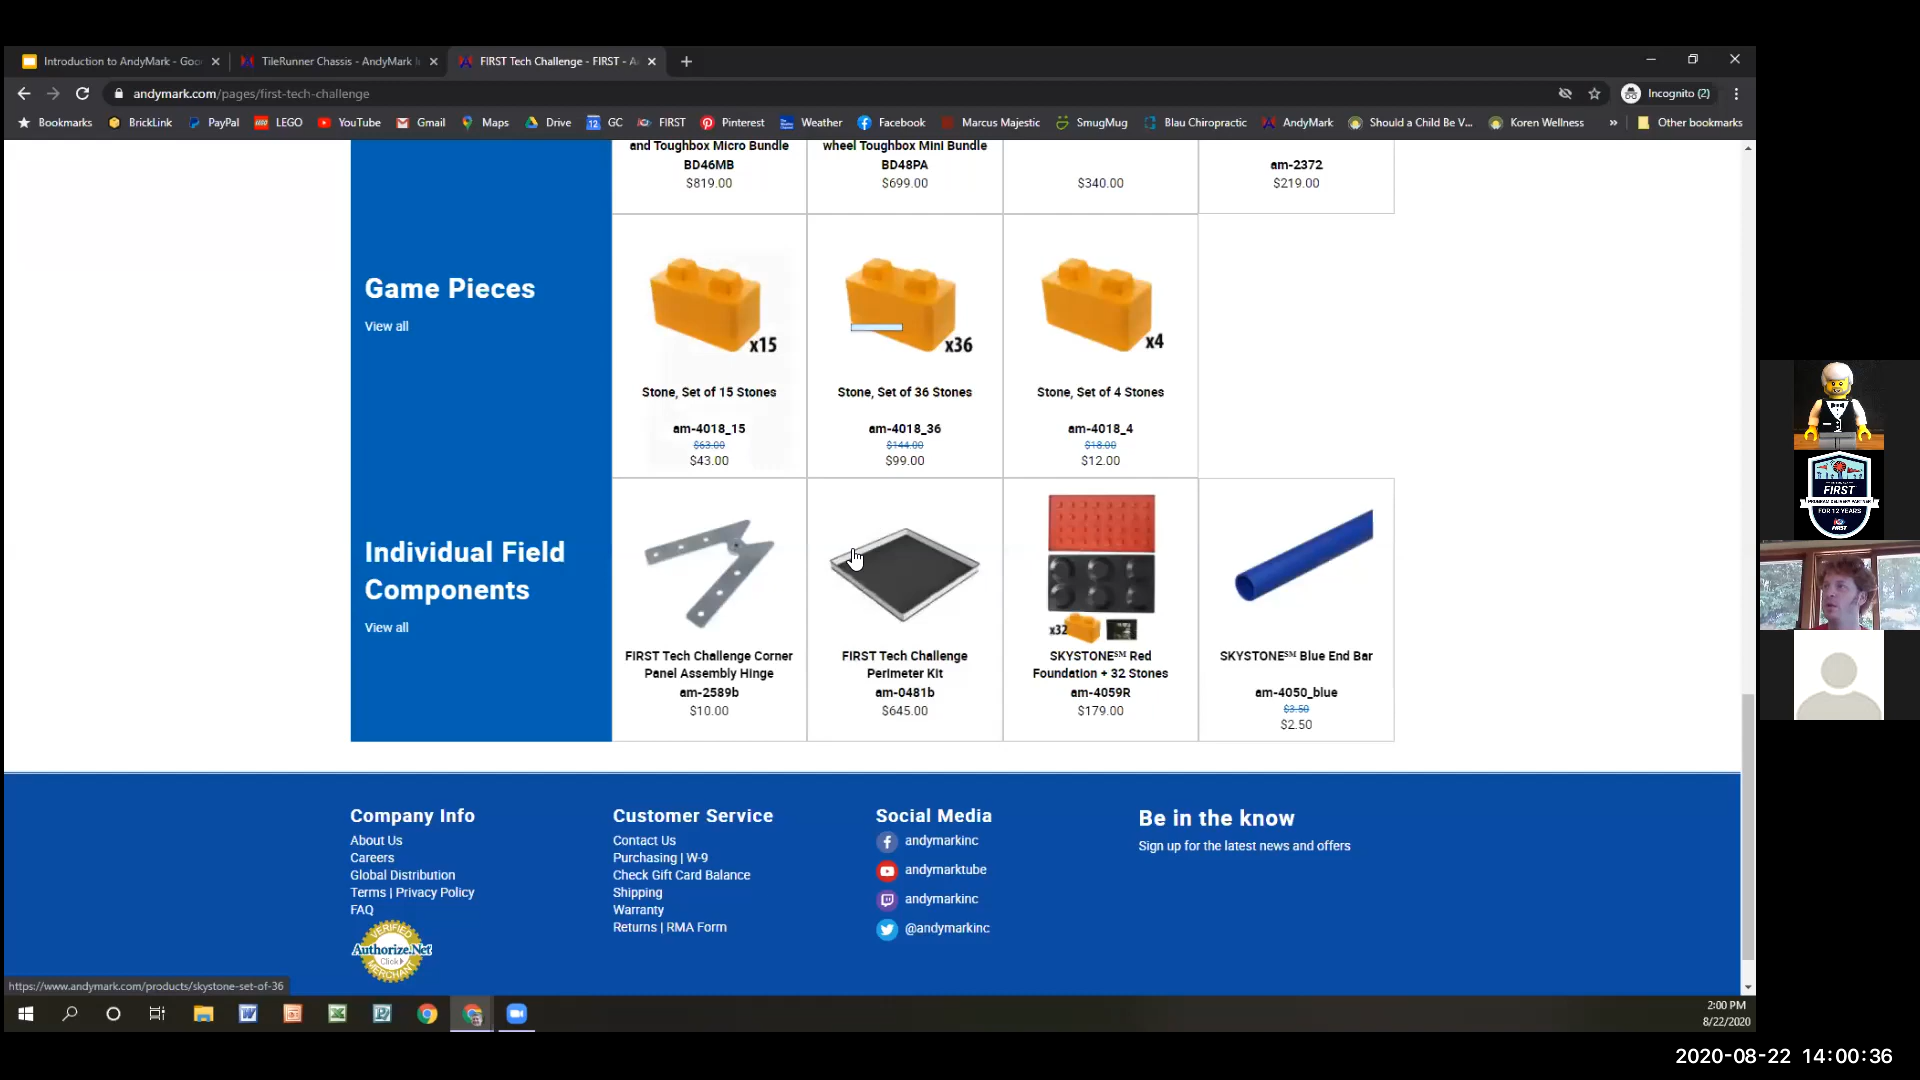 Introduction to AndyMark - Goo
TileRunner Chassis - AndyMark I
FIRST Tech Challenge - FIRST - A
andymark.com/pages/first-tech-challenge
Incognito (2)
Bookmarks
BrickLink
PayPal
LEGO
YouTube
Gmail
Maps
Drive
GC
FIRST
Pinterest
Weather
Facebook
Marcus Majestic
SmugMug
Blau Chiropractic
AndyMark
Should a Child Be V...
Koren Wellness
»
Other bookmarks
and Toughbox Micro Bundle
BD46MB
$819.00
wheel Toughbox Mini Bundle
BD48PA
$699.00
$340.00
am-2372
$219.00
Game Pieces
View all
x15
Stone, Set of 15 Stones
am-4018_15
$63.00
$43.00
x36
Stone, Set of 36 Stones
am-4018_36
$144.00
$99.00
x4
Stone, Set of 4 Stones
am-4018_4
$18.00
$12.00
Individual Field
Components
View all
FIRST Tech Challenge Corner
Panel Assembly Hinge
am-2589b
$10.00
FIRST Tech Challenge
Perimeter Kit
am-0481b
$645.00
x32
SKYSTONE℠ Red
Foundation + 32 Stones
am-4059R
$179.00
SKYSTONE℠ Blue End Bar
am-4050_blue
$3.50
$2.50
Company Info
About Us
Careers
Global Distribution
Terms | Privacy Policy
FAQ
VERIFIED
Authorize.Net
Click
MERCHANT
Customer Service
Contact Us
Purchasing | W-9
Check Gift Card Balance
Shipping
Warranty
Returns | RMA Form
Social Media
andymarkinc
andymarktube
andymarkinc
@andymarkinc
Be in the know
Sign up for the latest news and offers
https://www.andymark.com/products/skystone-set-of-36
2:00 PM
8/22/2020
FIRST
PROGRAM DELIVERY PARTNER
FOR 12 YEARS
FIRST
2020-08-22 14:00:36